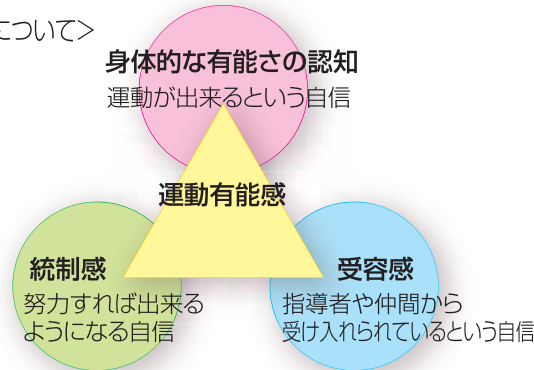 について>
身体的な有能さの認知
運動が出来るという自信
運動有能感
統制感
努力すれば出来る
ようになる自信
受容感
指導者や仲間から
受け入れられているという自信